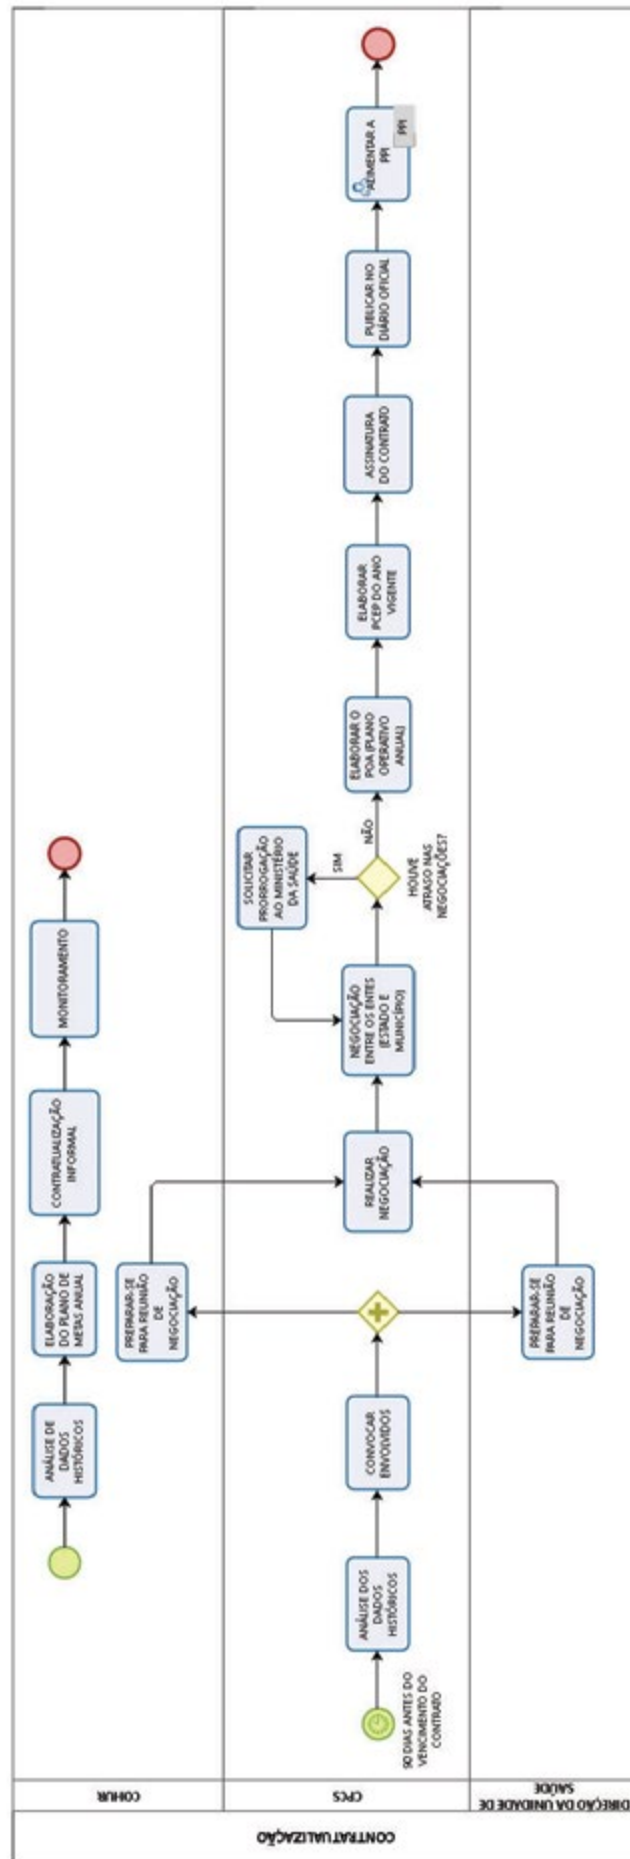 CONTRATUALIZAÇÃO
COHUR
ANÁLISE DE
DADOS
HISTÓRICOS
ELABORAÇÃO
DO PLANO DE
METAS ANUAL
CONTRATUALIZAÇÃO
INFORMAL
MONITORAMENTO
PREPARAR-SE
PARA REUNIÃO
DE
NEGOCIAÇÃO
CPCS
90 DIAS ANTES DO
VENCIMENTO DO
CONTRATO
ANÁLISE DOS
DADOS
HISTÓRICOS
CONVOCAR
ENVOLVIDOS
REALIZAR
NEGOCIAÇÃO
NEGOCIAÇÃO
ENTRE OS ENTES
(ESTADO E
MUNICÍPIO)
SOLICITAR
PRORROGAÇÃO
AO MINISTÉRIO
DA SAÚDE
SIM
NÃO
HOUVE
ATRASO NAS
NEGOCIAÇÕES?
ELABORAR O
POA (PLANO
OPERATIVO
ANUAL)
ELABORAR
PCEP DO ANO
VIGENTE
ASSINATURA
DO CONTRATO
PUBLICAR NO
DIÁRIO OFICIAL
ALIMENTAR A
PPI
PPI
DIREÇÃO DA UNIDADE DE
SAÚDE
PREPARAR-SE
PARA REUNIÃO
DE
NEGOCIAÇÃO